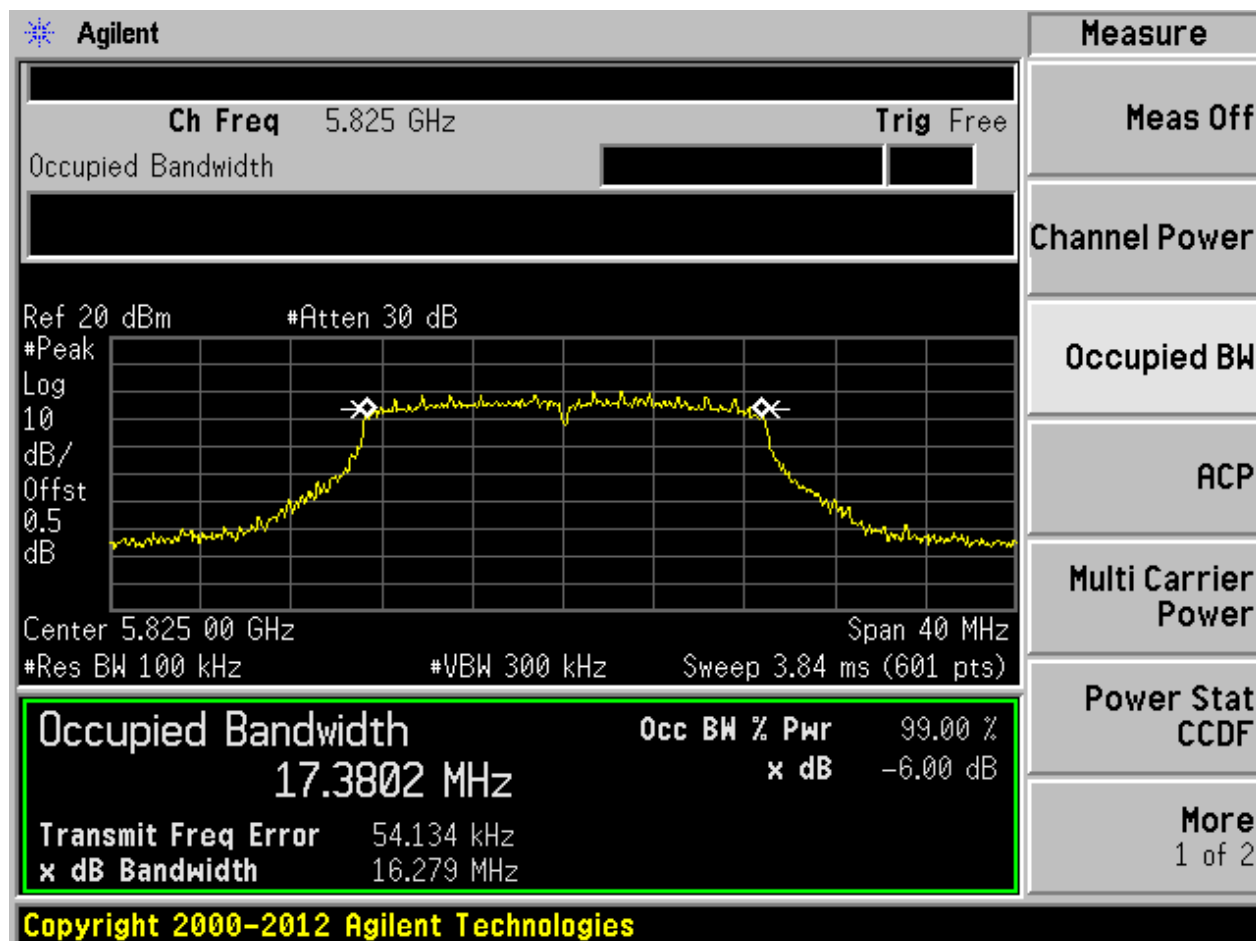 Agilent
Measure
Ch Freq 5.825 GHz Trig Free
Occupied Bandwidth
Meas Off
Channel Power
Occupied BW
ACP
Multi Carrier
Power
Power Stat
CCDF
More
1 of 2
Ref 20 dBm #Atten 30 dB
#Peak
Log
10
dB/
Offst
0.5
dB
Center 5.825 00 GHz Span 40 MHz
#Res BW 100 kHz #VBW 300 kHz Sweep 3.84 ms (601 pts)
Occupied Bandwidth
17.3802 MHz
Occ BW % Pwr 99.00 %
x dB -6.00 dB
Transmit Freq Error 54.134 kHz
x dB Bandwidth 16.279 MHz
Copyright 2000-2012 Agilent Technologies